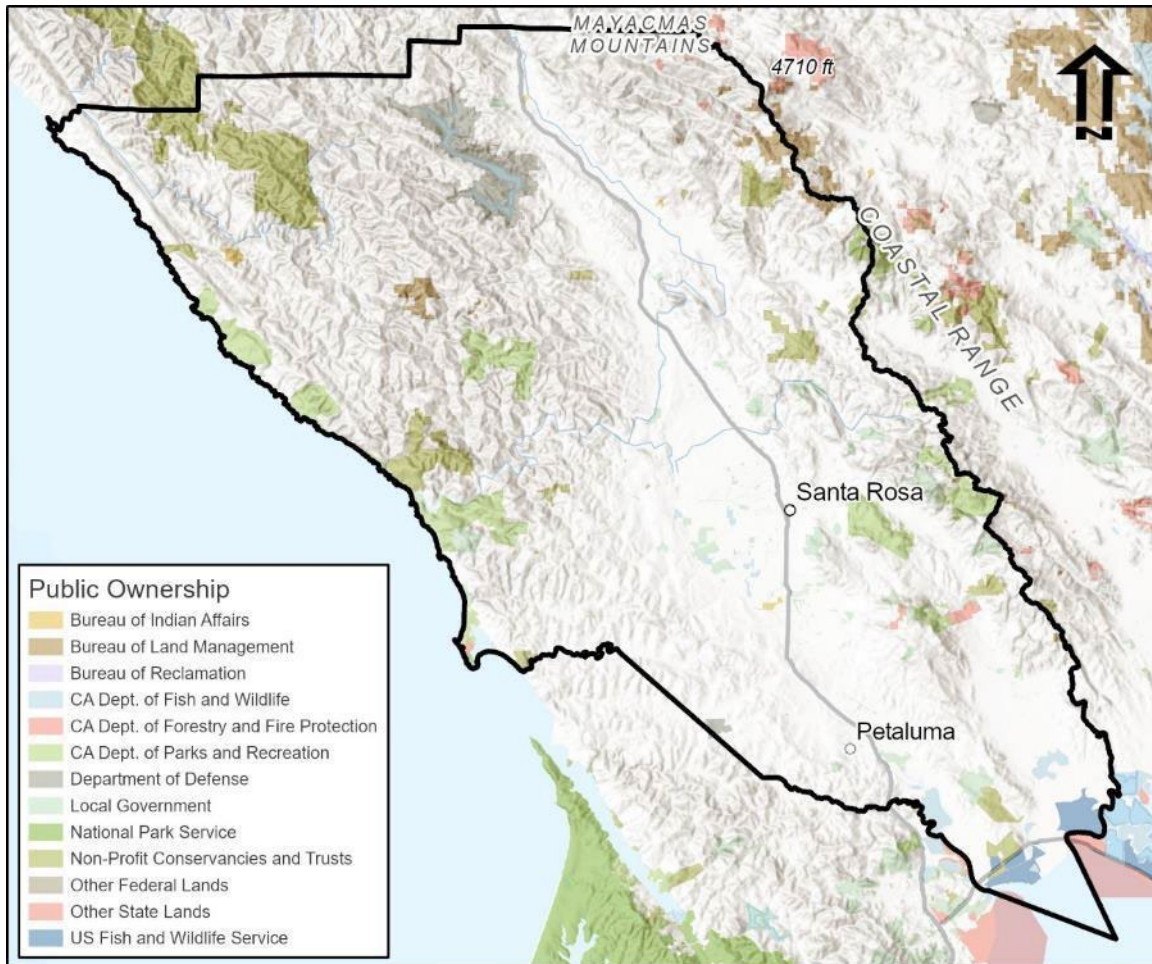 MAYACMAS
MOUNTAINS
4710 ft
N
COASTAL RANGE
Santa Rosa
Petaluma
Public Ownership
Bureau of Indian Affairs
Bureau of Land Management
Bureau of Reclamation
CA Dept. of Fish and Wildlife
CA Dept. of Forestry and Fire Protection
CA Dept. of Parks and Recreation
Department of Defense
Local Government
National Park Service
Non-Profit Conservancies and Trusts
Other Federal Lands
Other State Lands
US Fish and Wildlife Service